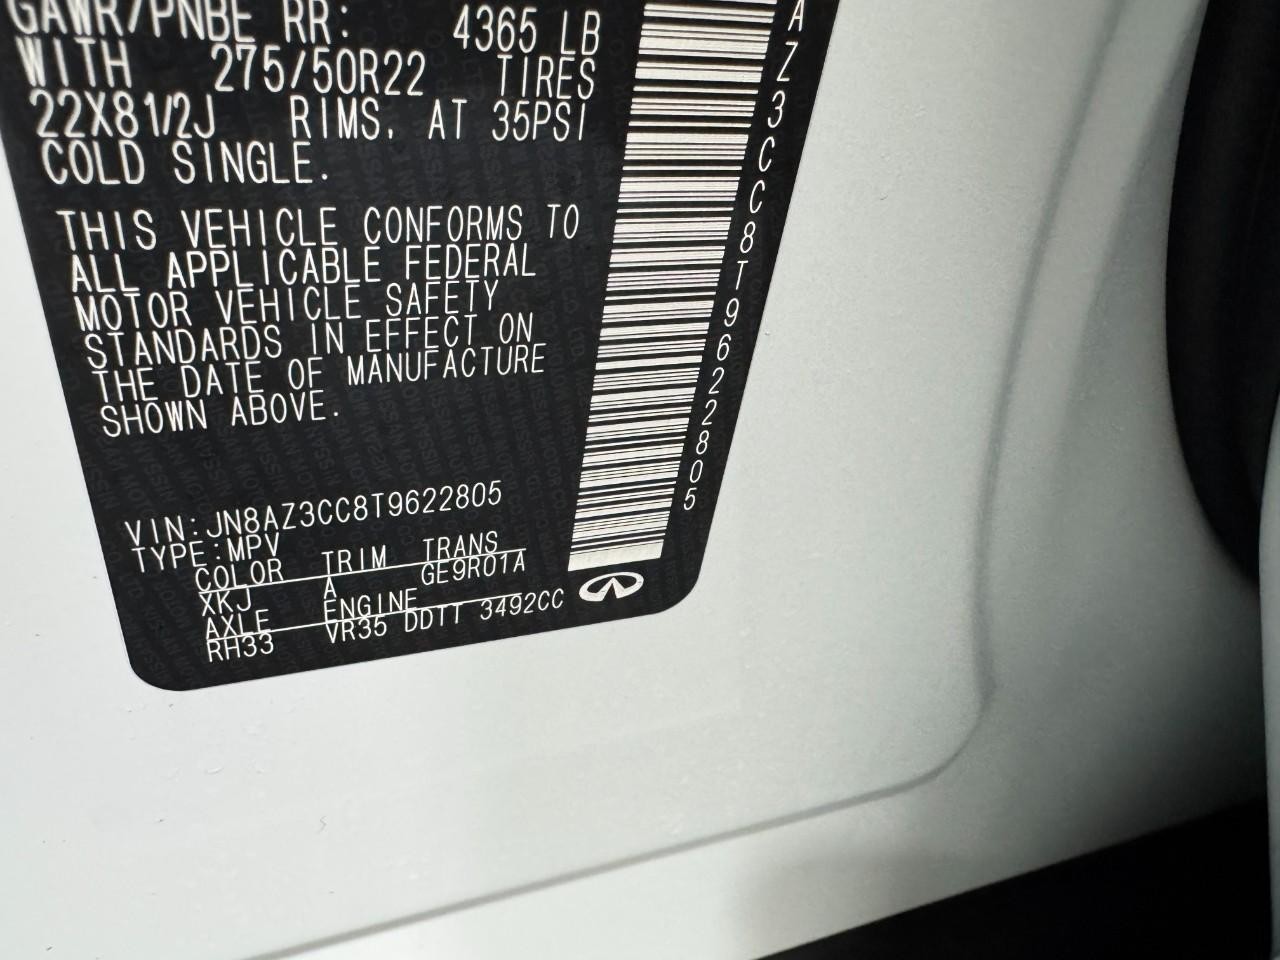 GAWR/PNBE RR: 4365 LB
WITH 275/50R22 TIRES
22X81/2J RIMS. AT 35PSI
COLD SINGLE.
THIS VEHICLE CONFORMS TO
ALL APPLICABLE FEDERAL
MOTOR VEHICLE SAFETY
STANDARDS IN EFFECT ON
THE DATE OF MANUFACTURE
SHOWN ABOVE.
VIN:JN8AZ3CC8T9622805
TYPE:MPV
COLOR TRIM TRANS
XKJ A GE9R01A
AXLE ENGINE
RH33 VR35 DDTT 3492CC
AZ3CC8T9622805